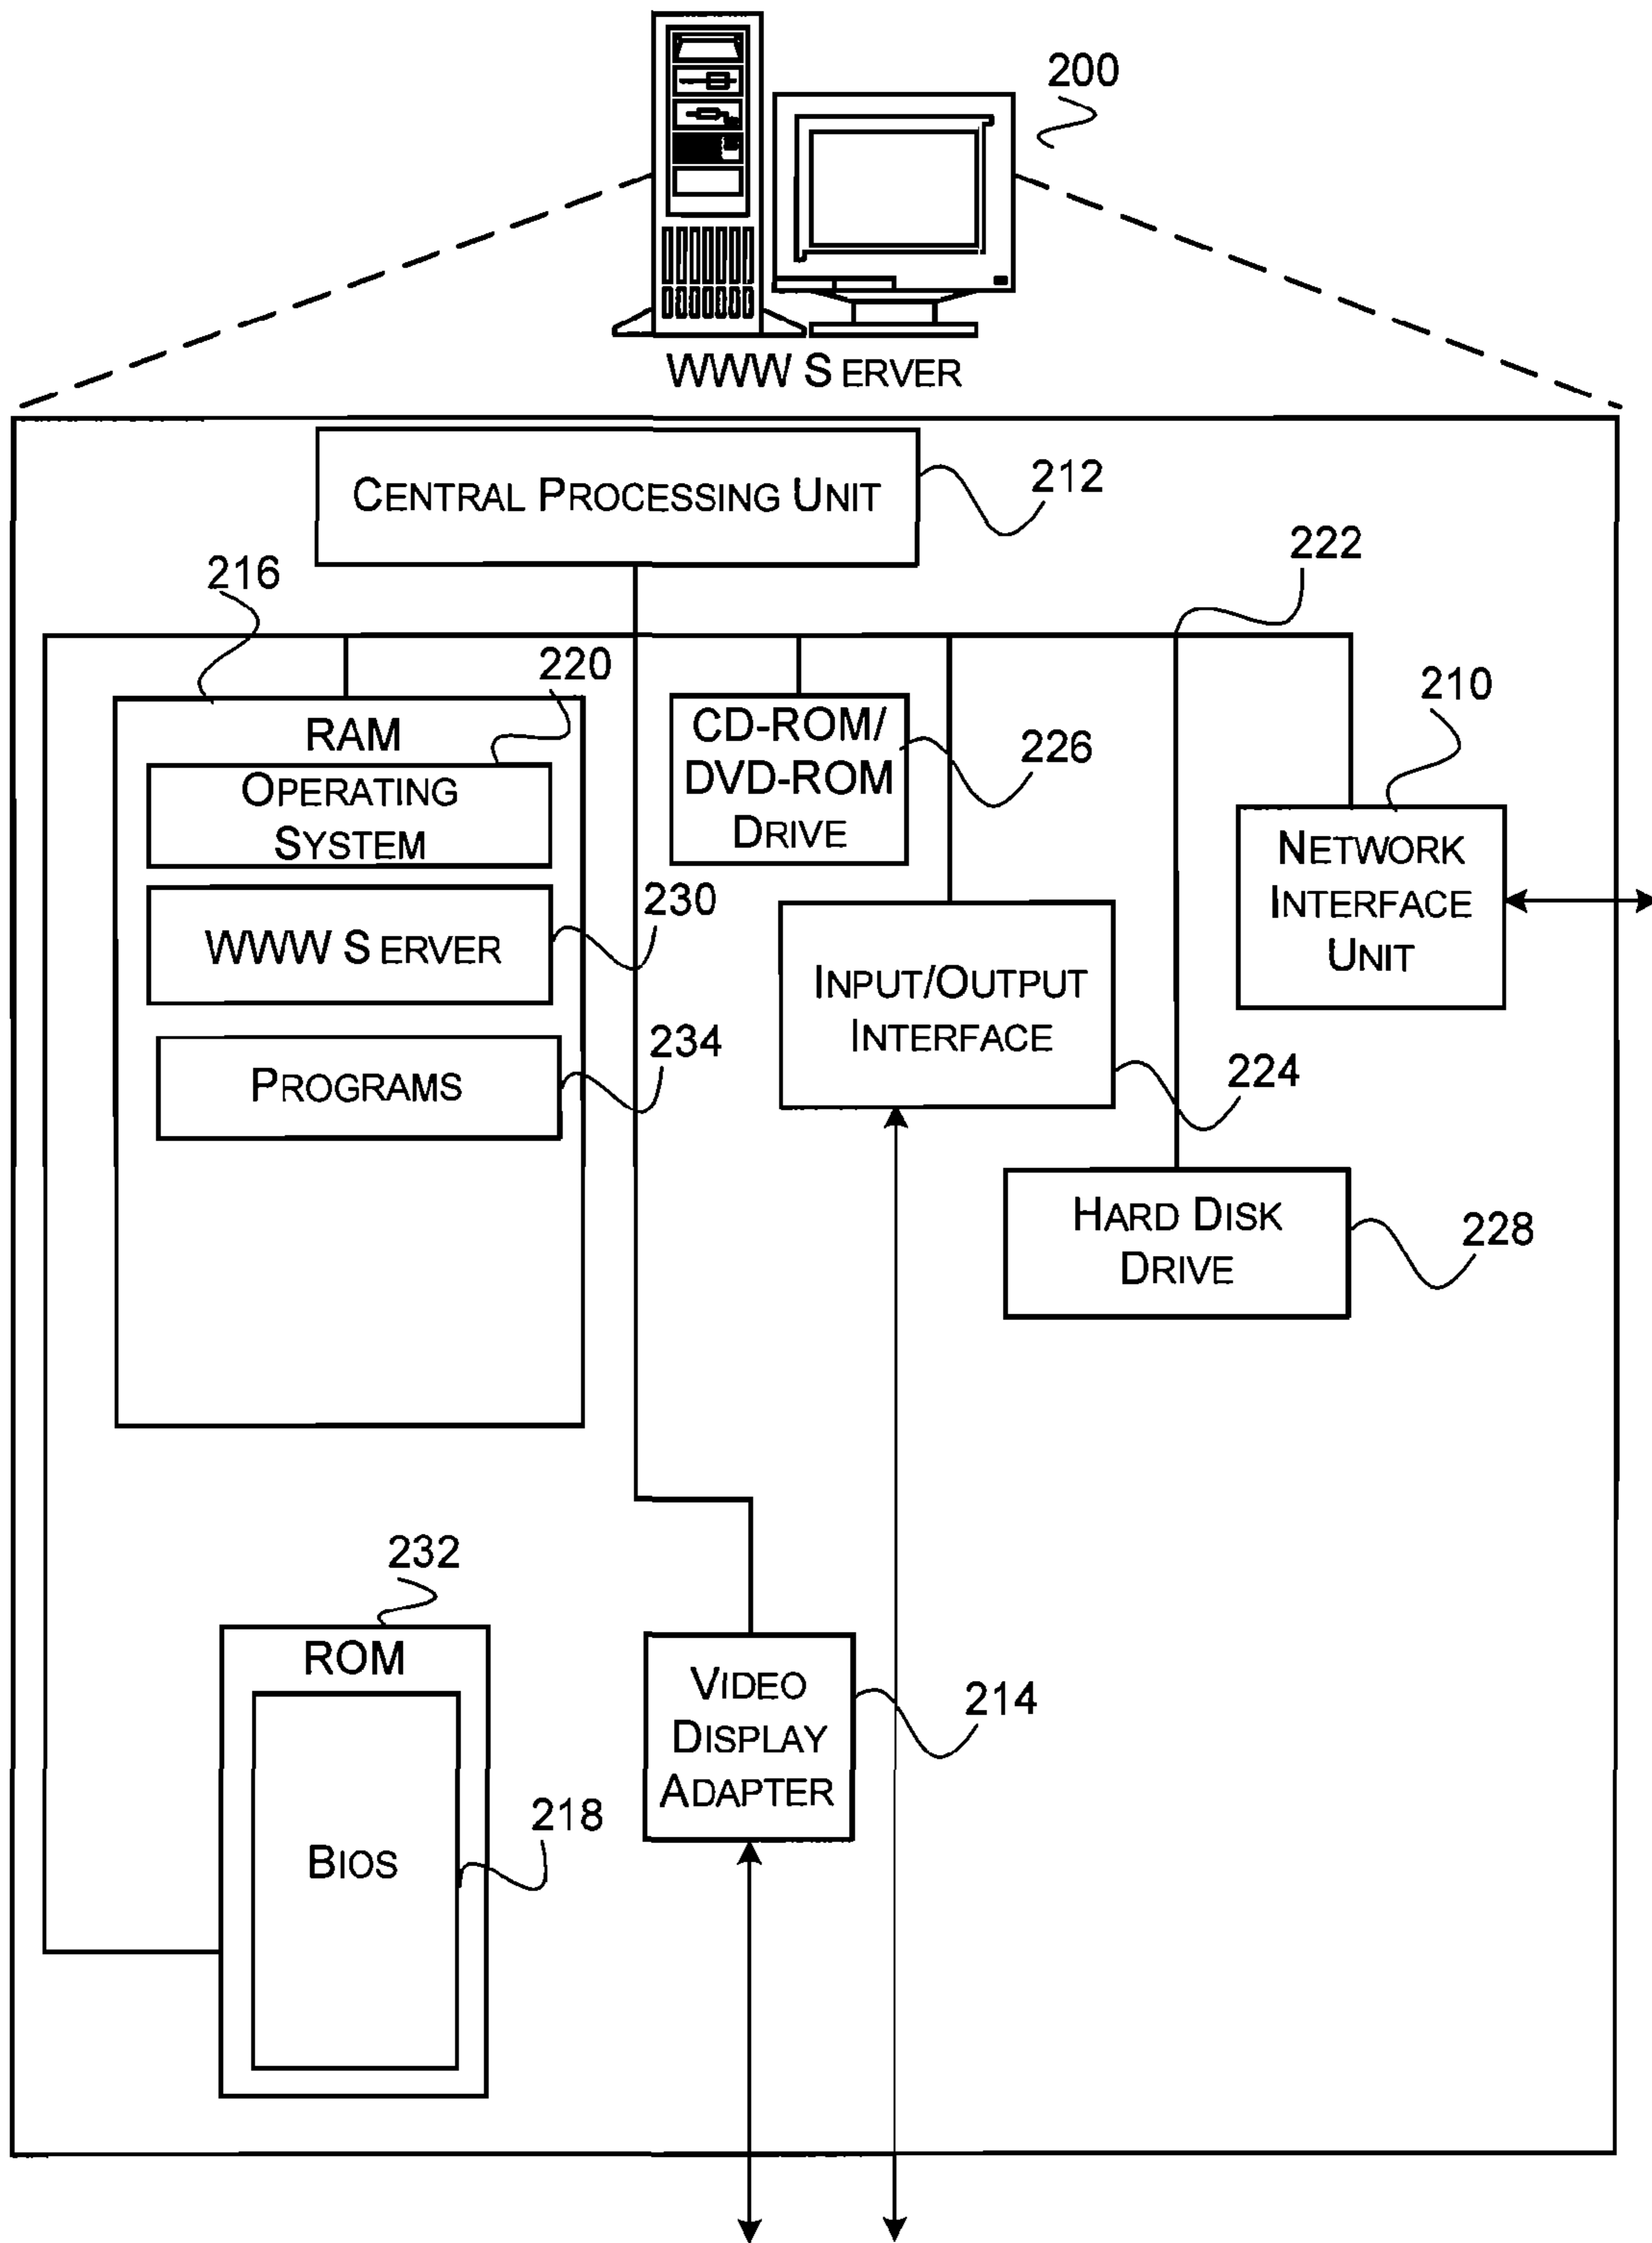 200
WWW SERVER
CENTRAL PROCESSING UNIT
212
222
216
220
210
RAM
OPERATING
SYSTEM
CD-ROM/
DVD-ROM
DRIVE
226
NETWORK
INTERFACE
UNIT
230
WWW SERVER
INPUT/OUTPUT
INTERFACE
234
PROGRAMS
224
HARD DISK
DRIVE
228
232
ROM
VIDEO
DISPLAY
ADAPTER
214
218
BIOS